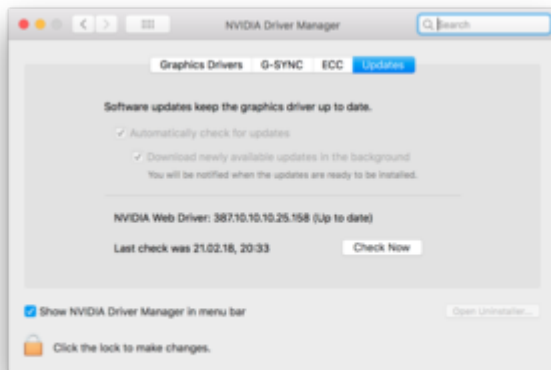 NVIDIA Driver Manager
Search
Graphics Drivers G-SYNC ECC Updates
Software updates keep the graphics driver up to date.
Automatically check for updates
Download newly available updates in the background
You will be notified when the updates are ready to be installed.
NVIDIA Web Driver: 387.10.10.10.25.158 (Up to date)
Last check was 21.02.18, 20:33 Check Now
Show NVIDIA Driver Manager in menu bar Open Uninstaller...
Click the lock to make changes.